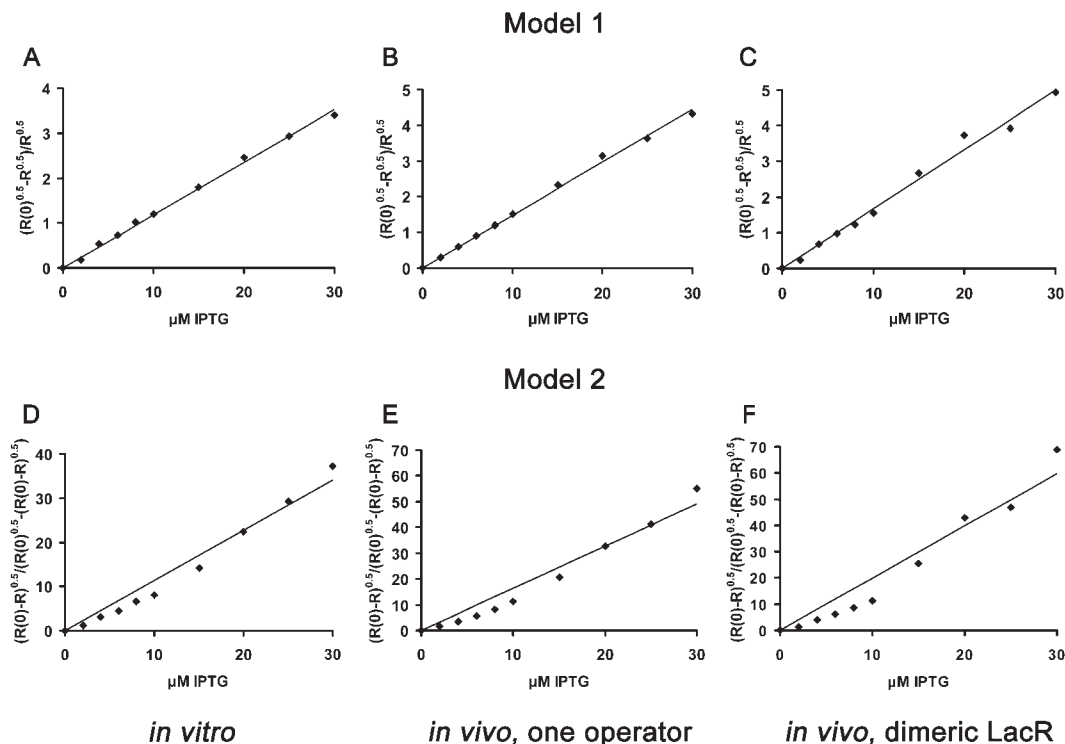 Model 1
A
(R(0)^0.5-R^0.5)/R^0.5
4
3
2
1
0
0 10 20 30
µM IPTG
B
(R(0)^0.5-R^0.5)/R^0.5
5
4
3
2
1
0
0 10 20 30
µM IPTG
C
(R(0)^0.5-R^0.5)/R^0.5
5
4
3
2
1
0
0 10 20 30
µM IPTG
Model 2
D
(R(0)-R)^0.5/(R(0)^0.5-(R(0)-R)^0.5)
40
30
20
10
0
0 10 20 30
µM IPTG
E
(R(0)-R)^0.5/(R(0)^0.5-(R(0)-R)^0.5)
70
60
50
40
30
20
10
0
0 10 20 30
µM IPTG
F
(R(0)-R)^0.5/(R(0)^0.5-(R(0)-R)^0.5)
70
60
50
40
30
20
10
0
0 10 20 30
µM IPTG
in vitro
in vivo, one operator
in vivo, dimeric LacR